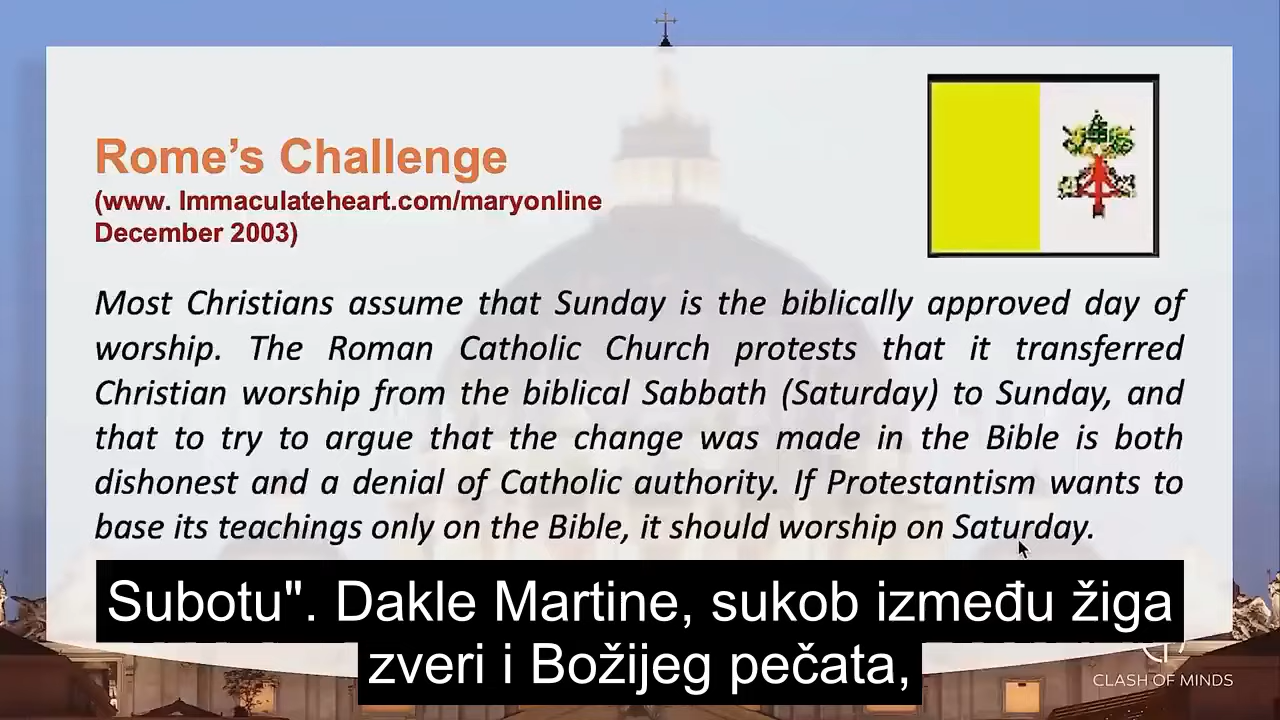 Rome’s Challenge
(www. Immaculateheart.com/maryonline
December 2003)
Most Christians assume that Sunday is the biblically approved day of
worship. The Roman Catholic Church protests that it transferred
Christian worship from the biblical Sabbath (Saturday) to Sunday, and
that to try to argue that the change was made in the Bible is both
dishonest and a denial of Catholic authority. If Protestantism wants to
base its teachings only on the Bible, it should worship on Saturday.
Subotu". Dakle Martine, sukob između žiga
zveri i Božijeg pečata,
CLASH OF MINDS